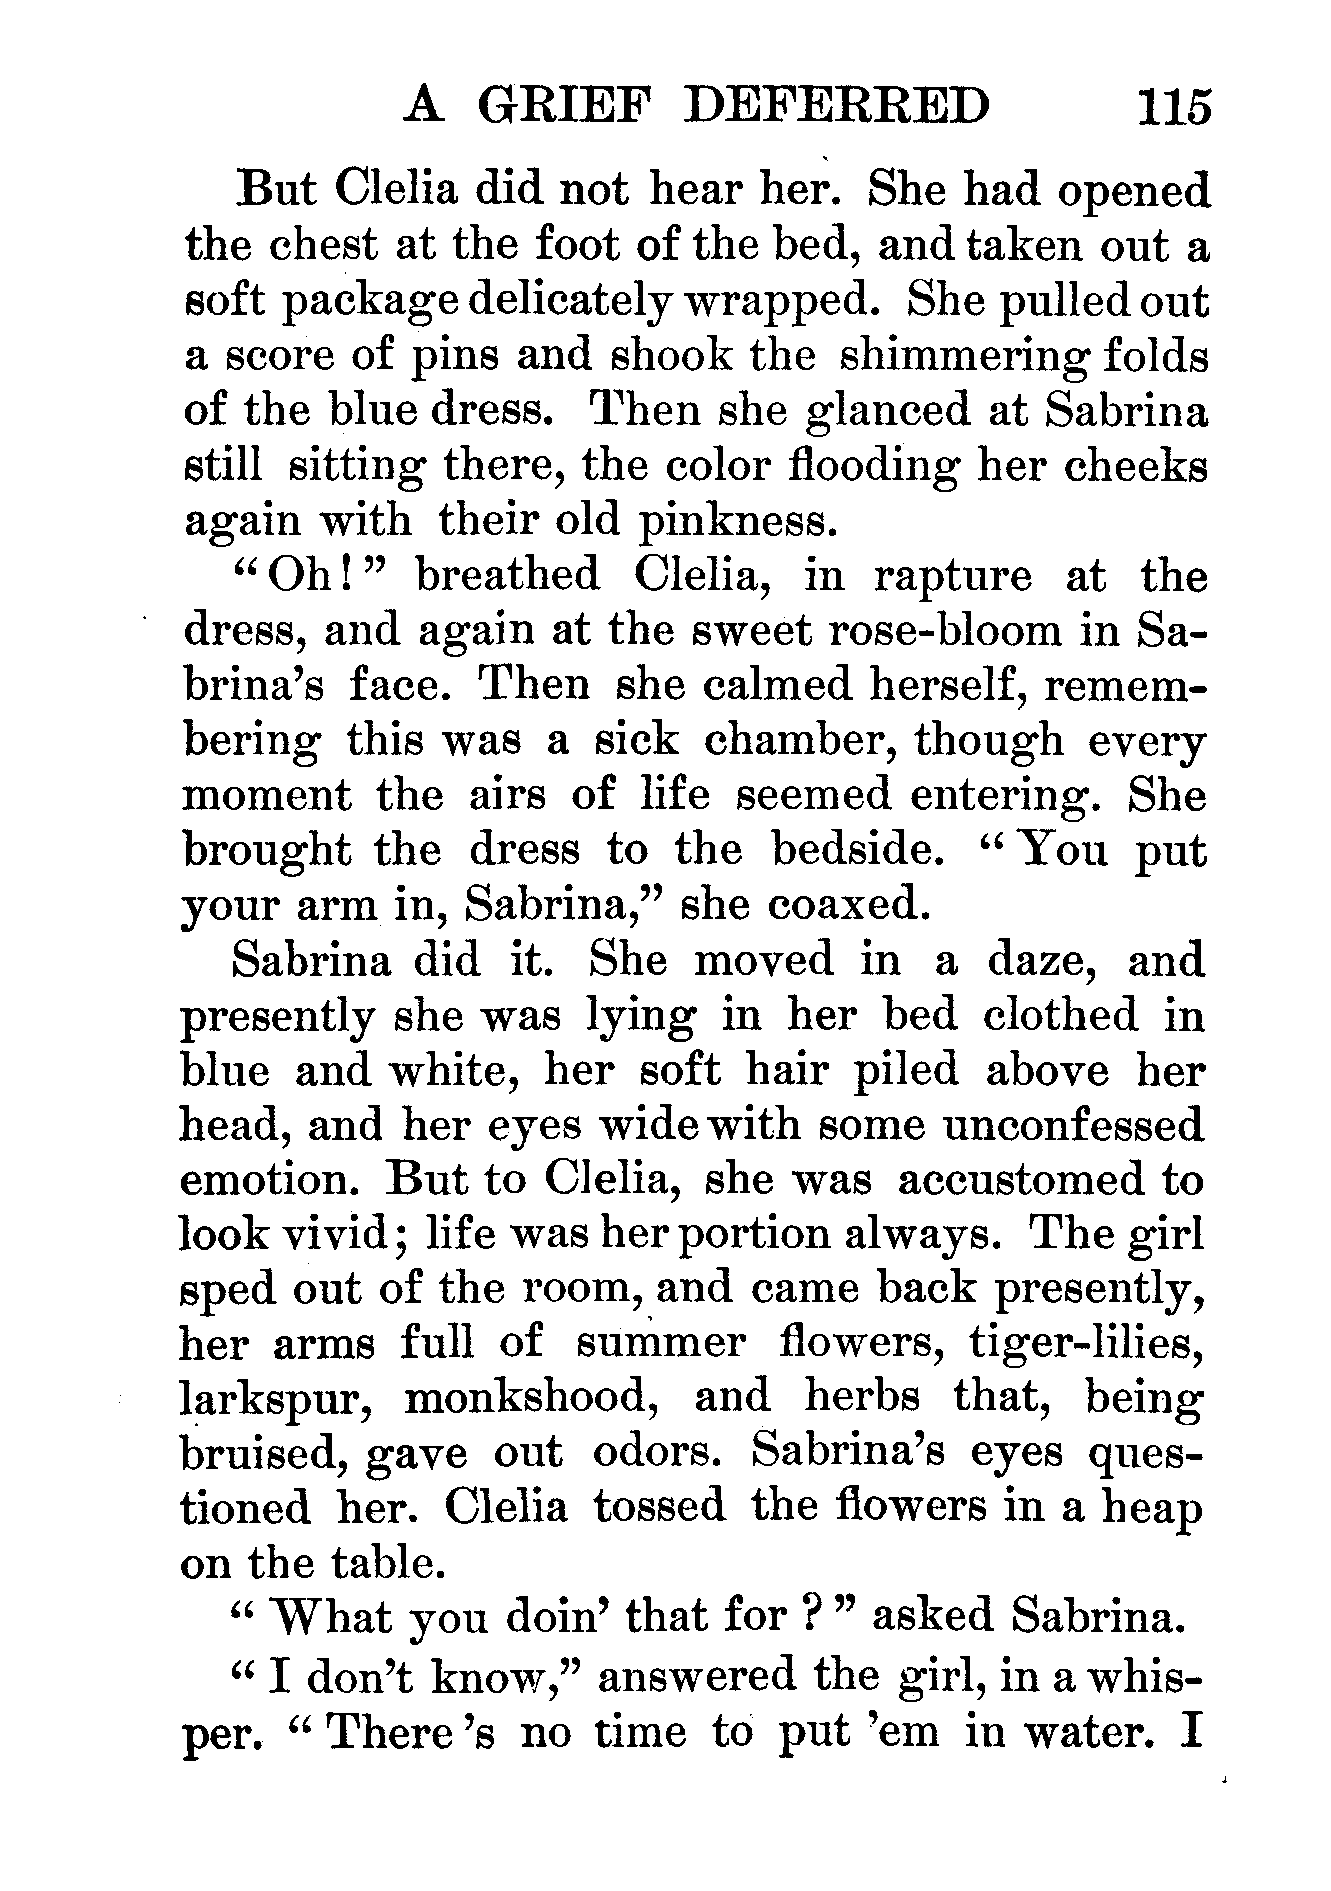 A GRIEF DEFERRED 115
But Clelia did not hear her. She had opened
the chest at the foot of the bed, and taken out a
soft package delicately wrapped. She pulled out
a score of pins and shook the shimmering folds
of the blue dress. Then she glanced at Sabrina
still sitting there, the color flooding her cheeks
again with their old pinkness.
“Oh!” breathed Clelia, in rapture at the
dress, and again at the sweet rose-bloom in Sa-
brina’s face. Then she calmed herself, remem-
bering this was a sick chamber, though every
moment the airs of life seemed entering. She
brought the dress to the bedside. “You put
your arm in, Sabrina,” she coaxed.
Sabrina did it. She moved in a daze, and
presently she was lying in her bed clothed in
blue and white, her soft hair piled above her
head, and her eyes wide with some unconfessed
emotion. But to Clelia, she was accustomed to
look vivid; life was her portion always. The girl
sped out of the room, and came back presently,
her arms full of summer flowers, tiger-lilies,
larkspur, monkshood, and herbs that, being
bruised, gave out odors. Sabrina’s eyes ques-
tioned her. Clelia tossed the flowers in a heap
on the table.
“What you doin’ that for?” asked Sabrina.
“I don’t know,” answered the girl, in a whis-
per. “There’s no time to put ’em in water. I